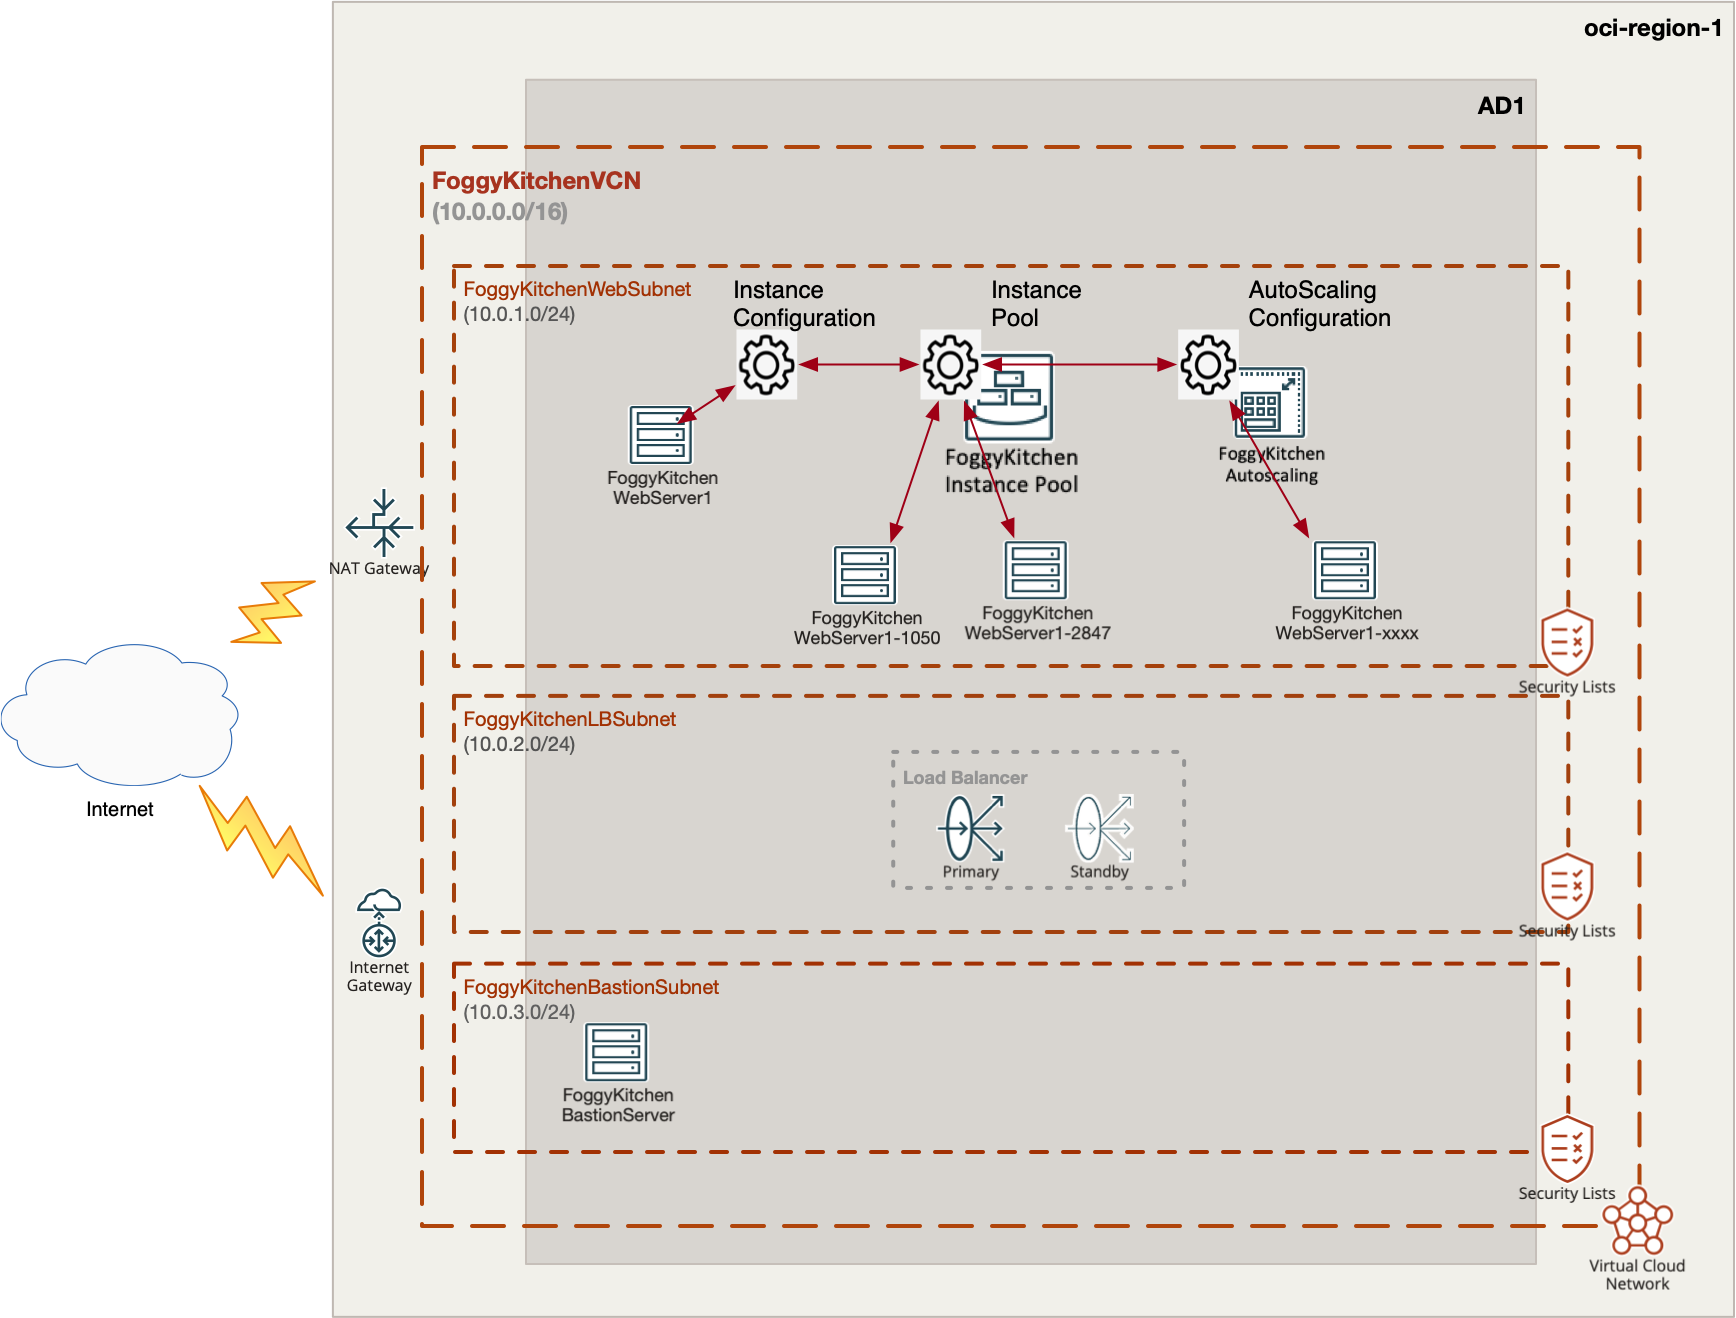 oci-region-1
AD1
FoggyKitchenVCN
(10.0.0.0/16)
FoggyKitchenWebSubnet
(10.0.1.0/24)
Instance
Configuration
Instance
Pool
AutoScaling
Configuration
FoggyKitchen
WebServer1
FoggyKitchen
Instance Pool
FoggyKitchen
Autoscaling
NAT Gateway
FoggyKitchen
WebServer1-1050
FoggyKitchen
WebServer1-2847
FoggyKitchen
WebServer1-xxxx
Security Lists
FoggyKitchenLBSubnet
(10.0.2.0/24)
Load Balancer
Primary
Standby
Internet
Security Lists
Internet
Gateway
FoggyKitchenBastionSubnet
(10.0.3.0/24)
FoggyKitchen
BastionServer
Security Lists
Virtual Cloud
Network